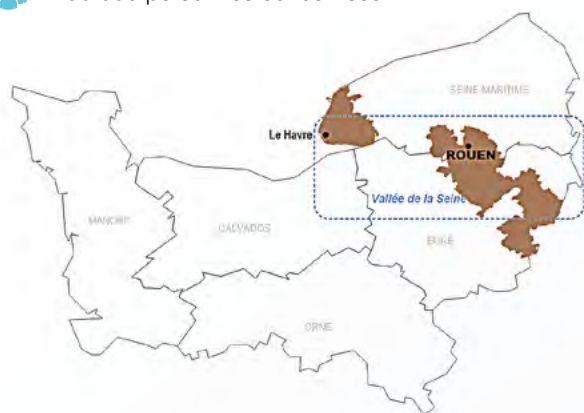 SEINE MARITIME
Le Havre
ROUEN
Vallée de la Seine
MANCHE
CALVADOS
EURE
ORNE